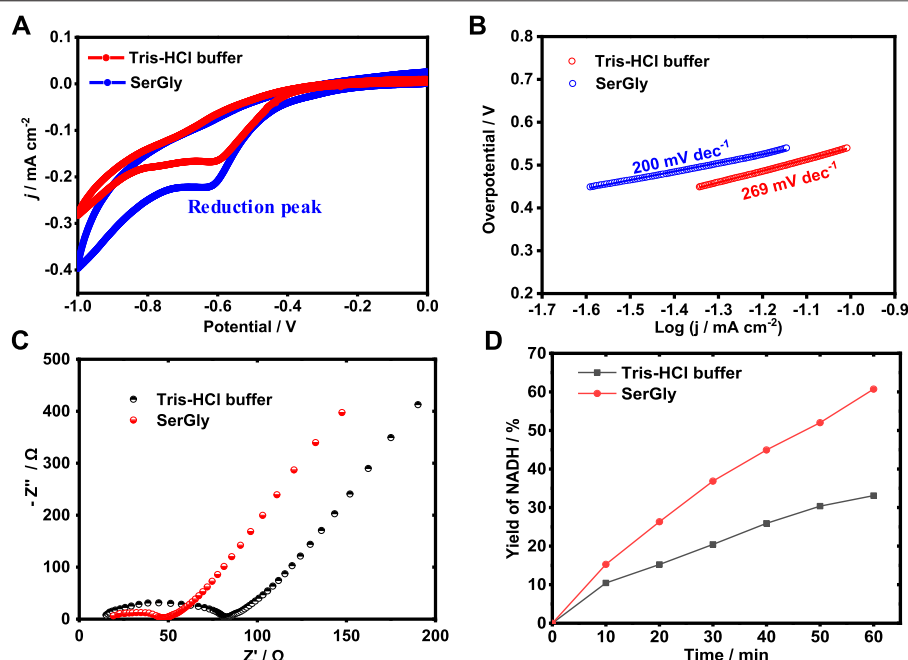 A
0.1
0.0
-0.1
-0.2
-0.3
-0.4
j / mA cm-2
Tris-HCl buffer
SerGly
Reduction peak
-1.0 -0.8 -0.6 -0.4 -0.2 0.0
Potential / V
B
0.8
0.7
0.6
0.5
0.4
0.3
0.2
Overpotential / V
Tris-HCl buffer
SerGly
200 mV dec-1
269 mV dec-1
-1.7 -1.6 -1.5 -1.4 -1.3 -1.2 -1.1 -1.0 -0.9
Log (j / mA cm-2)
C
500
400
300
200
100
0
- Z'' / Ω
Tris-HCl buffer
SerGly
0 50 100 150 200
Z' / Ω
D
70
60
50
40
30
20
10
0
Yield of NADH / %
Tris-HCl buffer
SerGly
0 10 20 30 40 50 60
Time / min